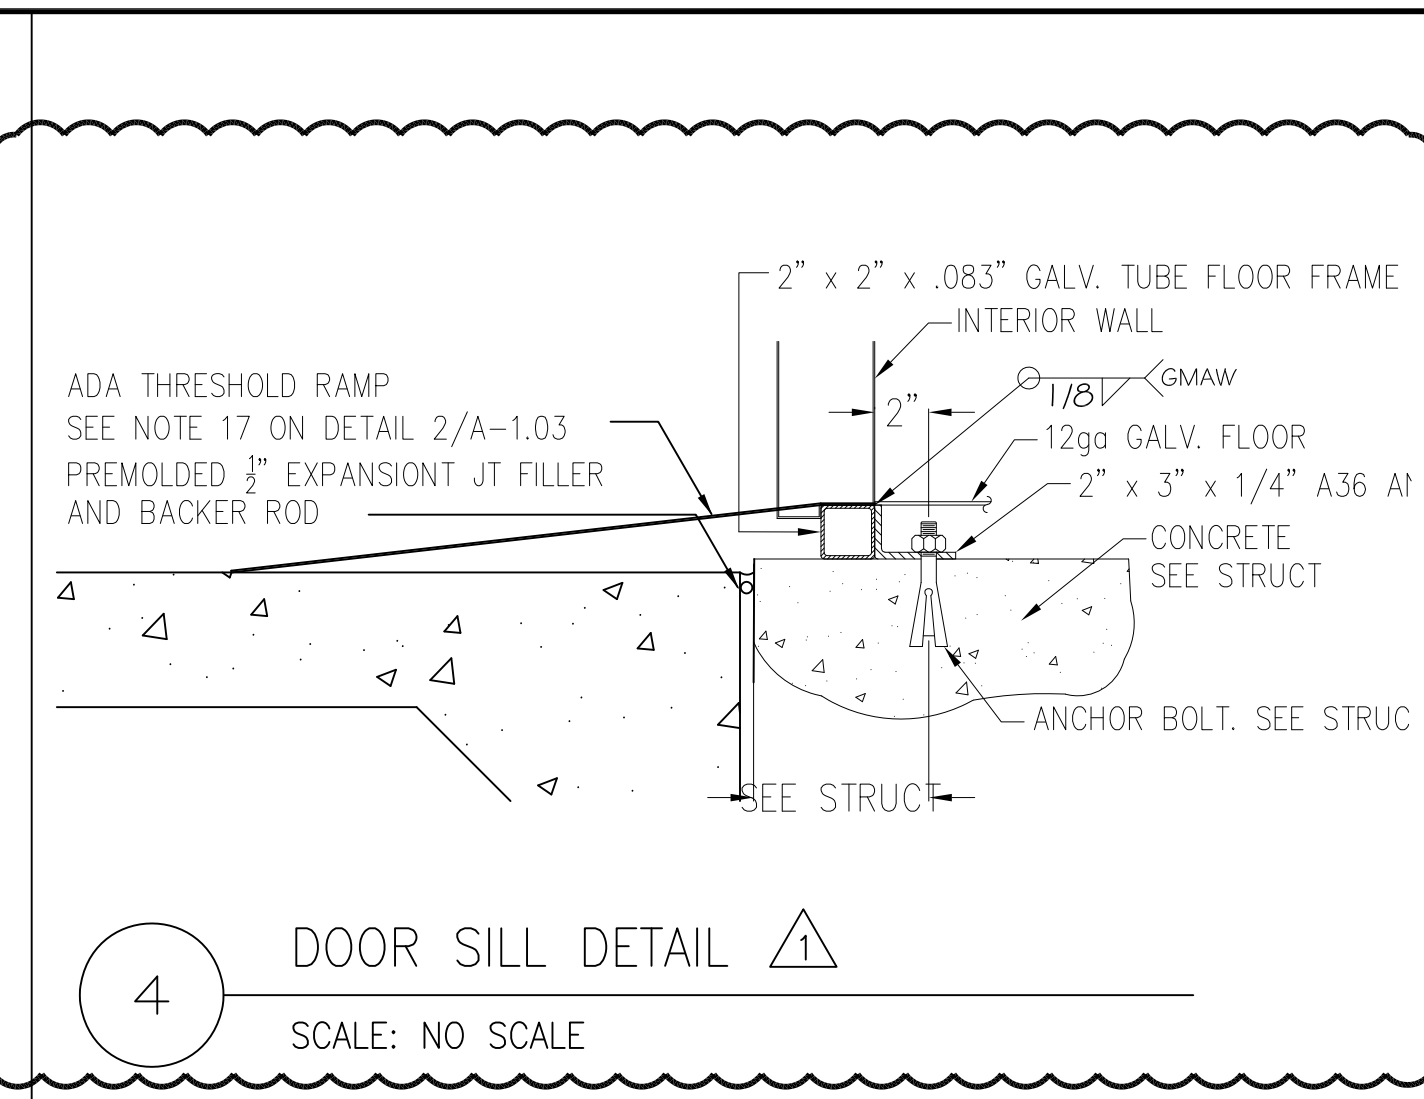 2” x 2” x .083” GALV. TUBE FLOOR FRAME
INTERIOR WALL
ADA THRESHOLD RAMP
SEE NOTE 17 ON DETAIL 2/A-1.03
PREMOLDED 1/2” EXPANSIONT JT FILLER
AND BACKER ROD
GMAW
1/8
2”
12ga GALV. FLOOR
2” x 3” x 1/4” A36
CONCRETE
SEE STRUCT
ANCHOR BOLT. SEE STRUC
SEE STRUCT
DOOR SILL DETAIL 1
4
SCALE: NO SCALE